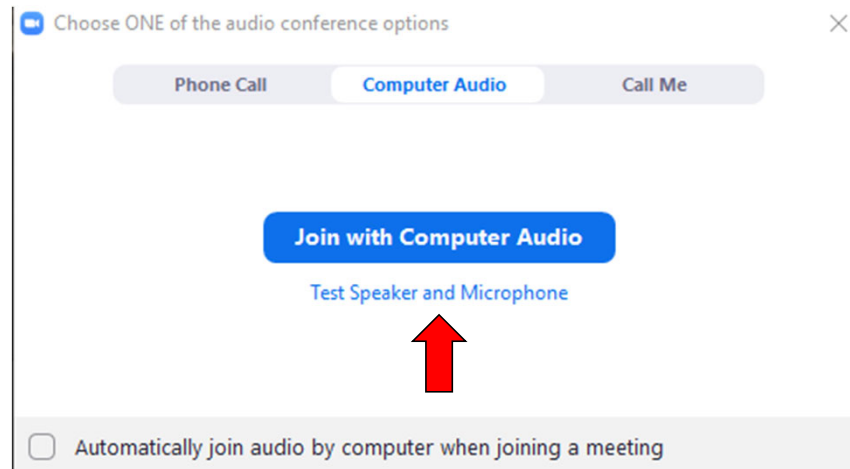 Choose ONE of the audio conference options
Phone Call Computer Audio Call Me
Join with Computer Audio
Test Speaker and Microphone
Automatically join audio by computer when joining a meeting